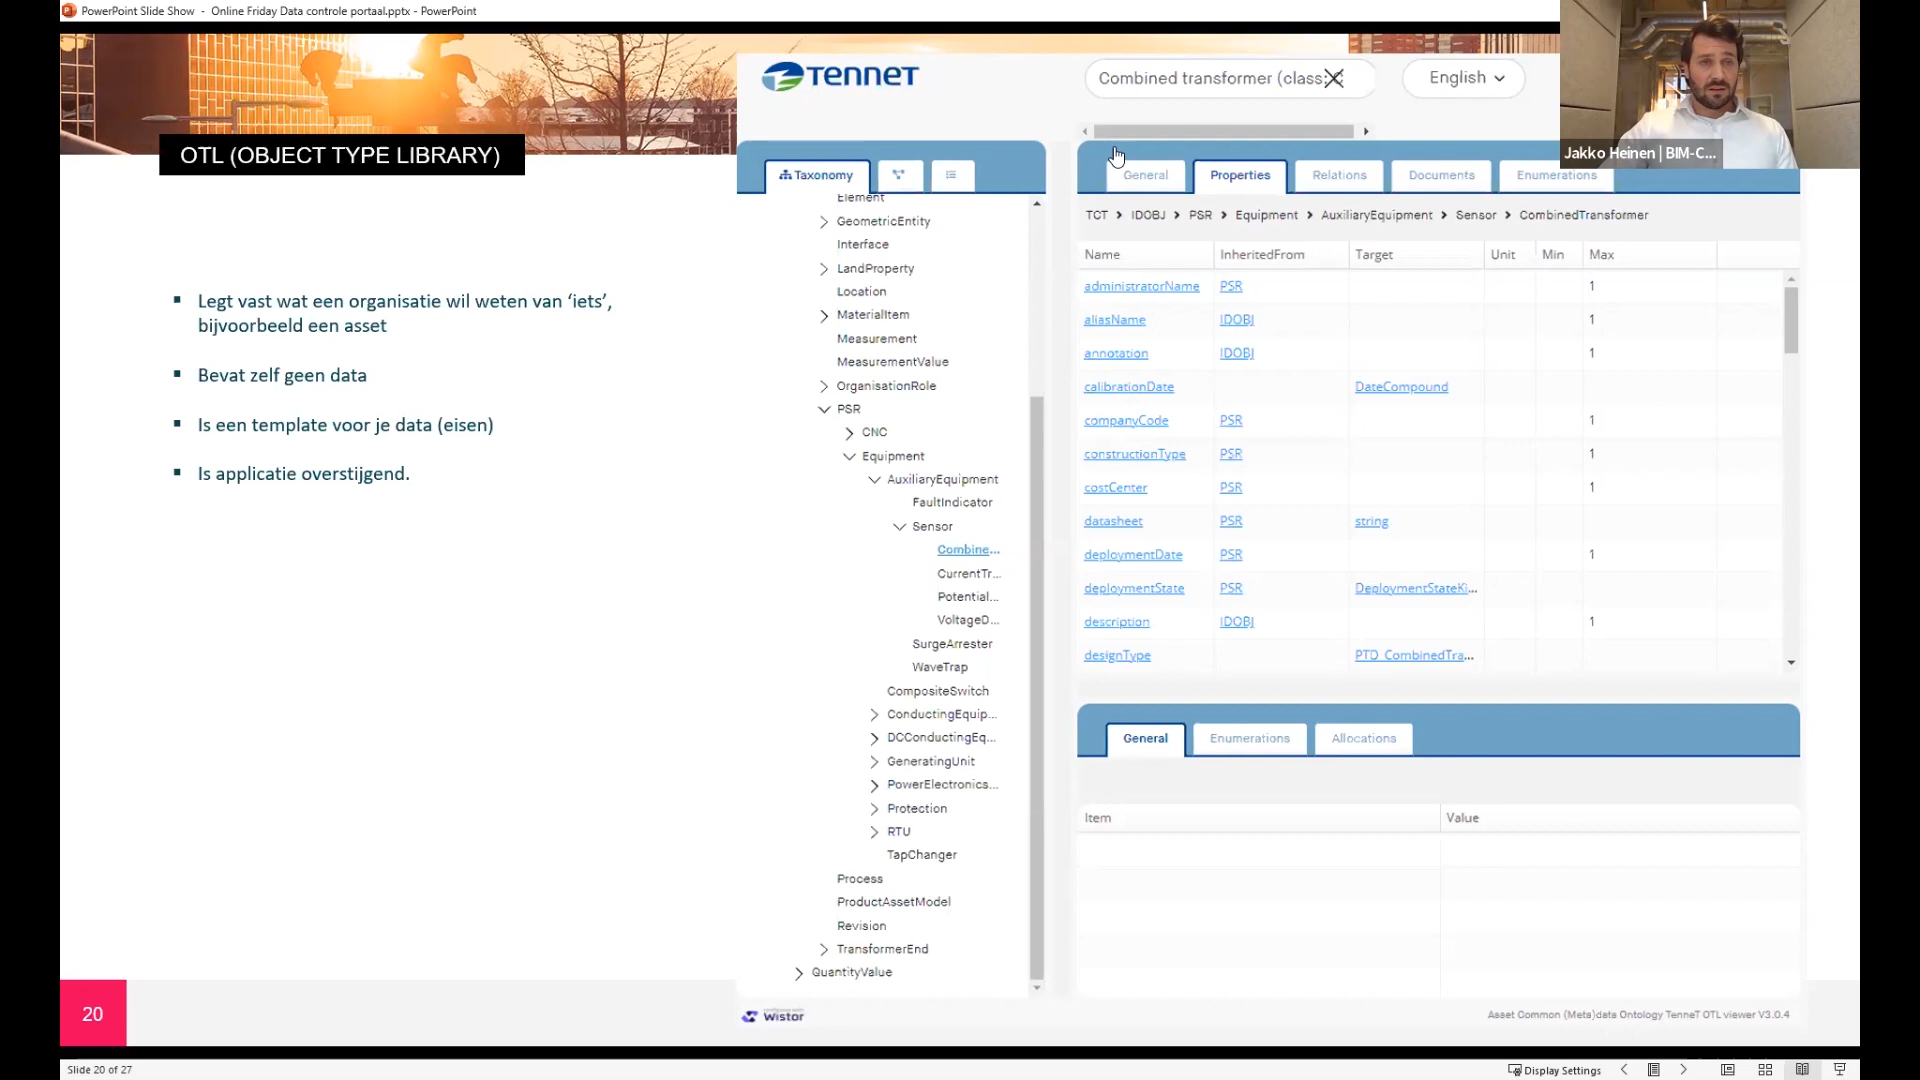 PowerPoint Slide Show - Online Friday Data controle portaal.pptx - PowerPoint
TENNET
Combined transformer (class:
English
Jakko Heinen | BIM-C...
OTL (OBJECT TYPE LIBRARY)
Legt vast wat een organisatie wil weten van ‘iets’,
bijvoorbeeld een asset
Bevat zelf geen data
Is een template voor je data (eisen)
Is applicatie overstijgend.
Taxonomy
Element
GeometricEntity
Interface
LandProperty
Location
MaterialItem
Measurement
MeasurementValue
OrganisationRole
PSR
CNC
Equipment
AuxiliaryEquipment
FaultIndicator
Sensor
Combine...
CurrentTr...
Potential...
VoltageD...
SurgeArrester
WaveTrap
CompositeSwitch
ConductingEquip...
DCConductingEq...
GeneratingUnit
PowerElectronics...
Protection
RTU
TapChanger
Process
ProductAssetModel
Revision
TransformerEnd
QuantityValue
General Properties Relations Documents Enumerations
TCT > IDOBJ > PSR > Equipment > AuxiliaryEquipment > Sensor > CombinedTransformer
Name InheritedFrom Target Unit Min Max
administratorName PSR 1
aliasName IDOBJ 1
annotation IDOBJ 1
calibrationDate DateCompound
companyCode PSR 1
constructionType PSR 1
costCenter PSR 1
datasheet PSR string
deploymentDate PSR 1
deploymentState PSR DeploymentStateKi...
description IDOBJ 1
designType PTD_CombinedTra...
General Enumerations Allocations
Item Value
Wistor
Asset Common (Meta)data Ontology TenneT OTL viewer V3.0.4
20
Slide 20 of 27
Display Settings